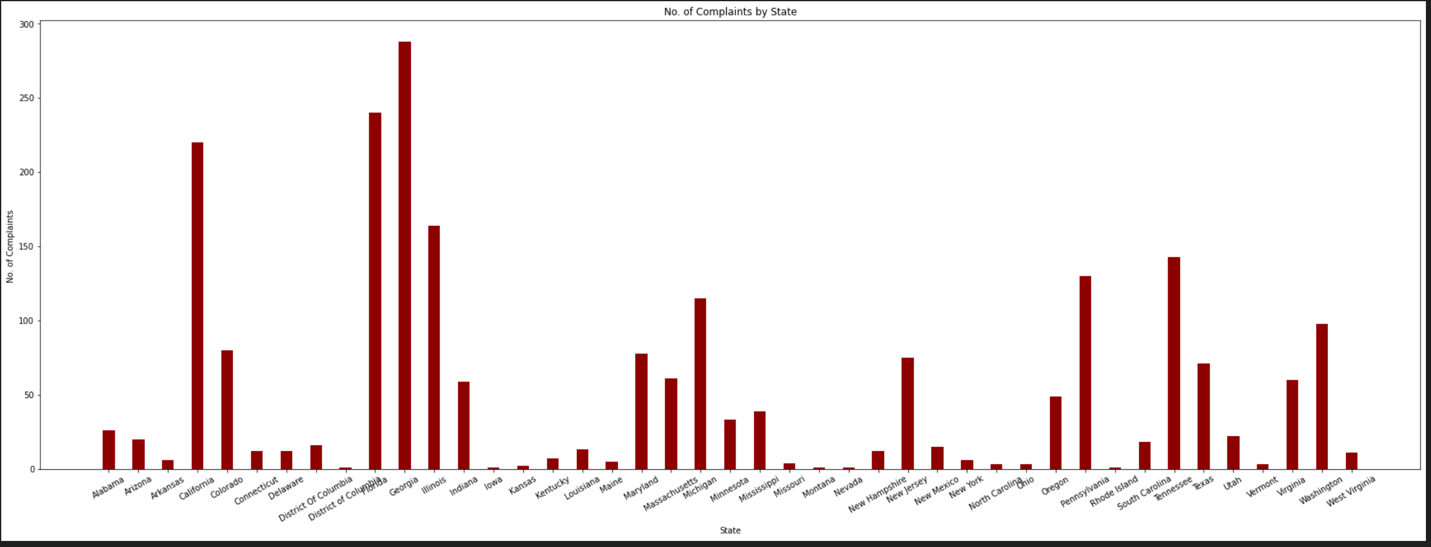 No. of Complaints by State
300
250
200
150
100
50
0
No. of Complaints
Alabama
Arizona
Arkansas
California
Colorado
Connecticut
Delaware
District Of Columbia
District of Columbia
Florida
Georgia
Illinois
Indiana
Iowa
Kansas
Kentucky
Louisiana
Maine
Maryland
Massachusetts
Michigan
Minnesota
Mississippi
Missouri
Montana
Nevada
New Hampshire
New Jersey
New Mexico
New York
North Carolina
Ohio
Oregon
Pennsylvania
Rhode Island
South Carolina
Tennessee
Texas
Utah
Vermont
Virginia
Washington
West Virginia
State